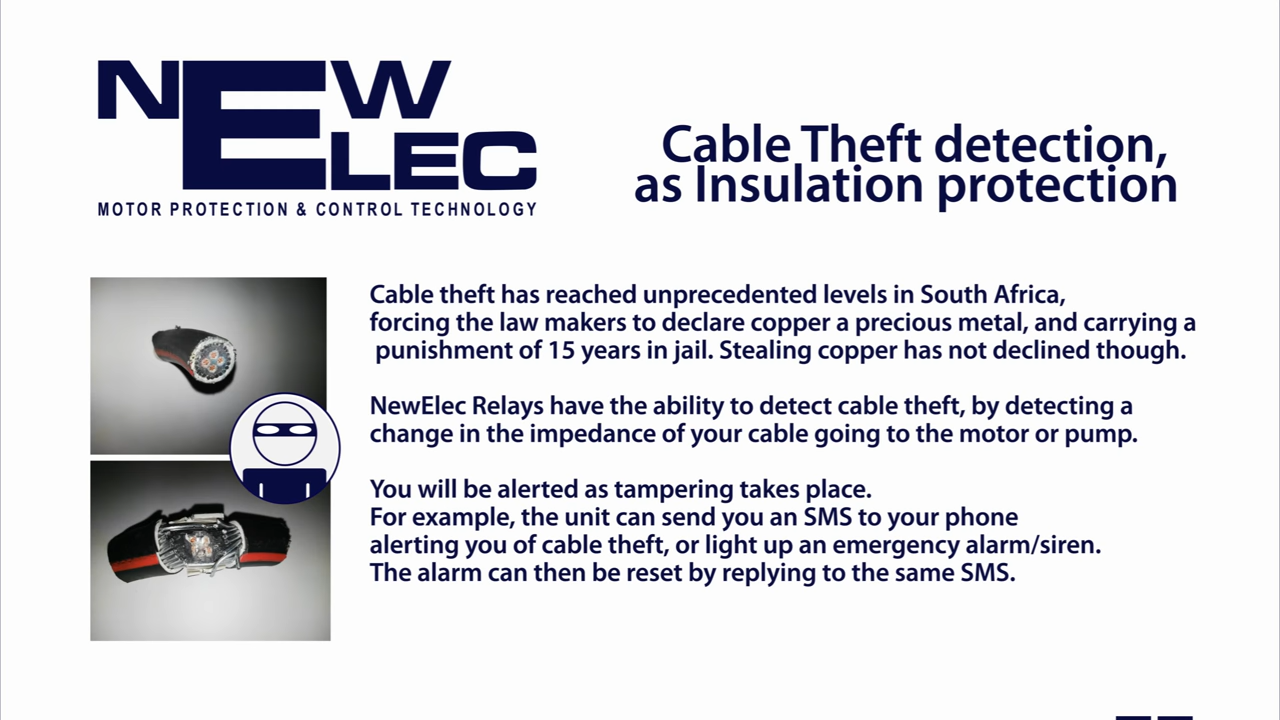 NEW
ELEC
MOTOR PROTECTION & CONTROL TECHNOLOGY
Cable Theft detection,
as Insulation protection
Cable theft has reached unprecedented levels in South Africa,
forcing the law makers to declare copper a precious metal, and carrying a
punishment of 15 years in jail. Stealing copper has not declined though.
NewElec Relays have the ability to detect cable theft, by detecting a
change in the impedance of your cable going to the motor or pump.
You will be alerted as tampering takes place.
For example, the unit can send you an SMS to your phone
alerting you of cable theft, or light up an emergency alarm/siren.
The alarm can then be reset by replying to the same SMS.